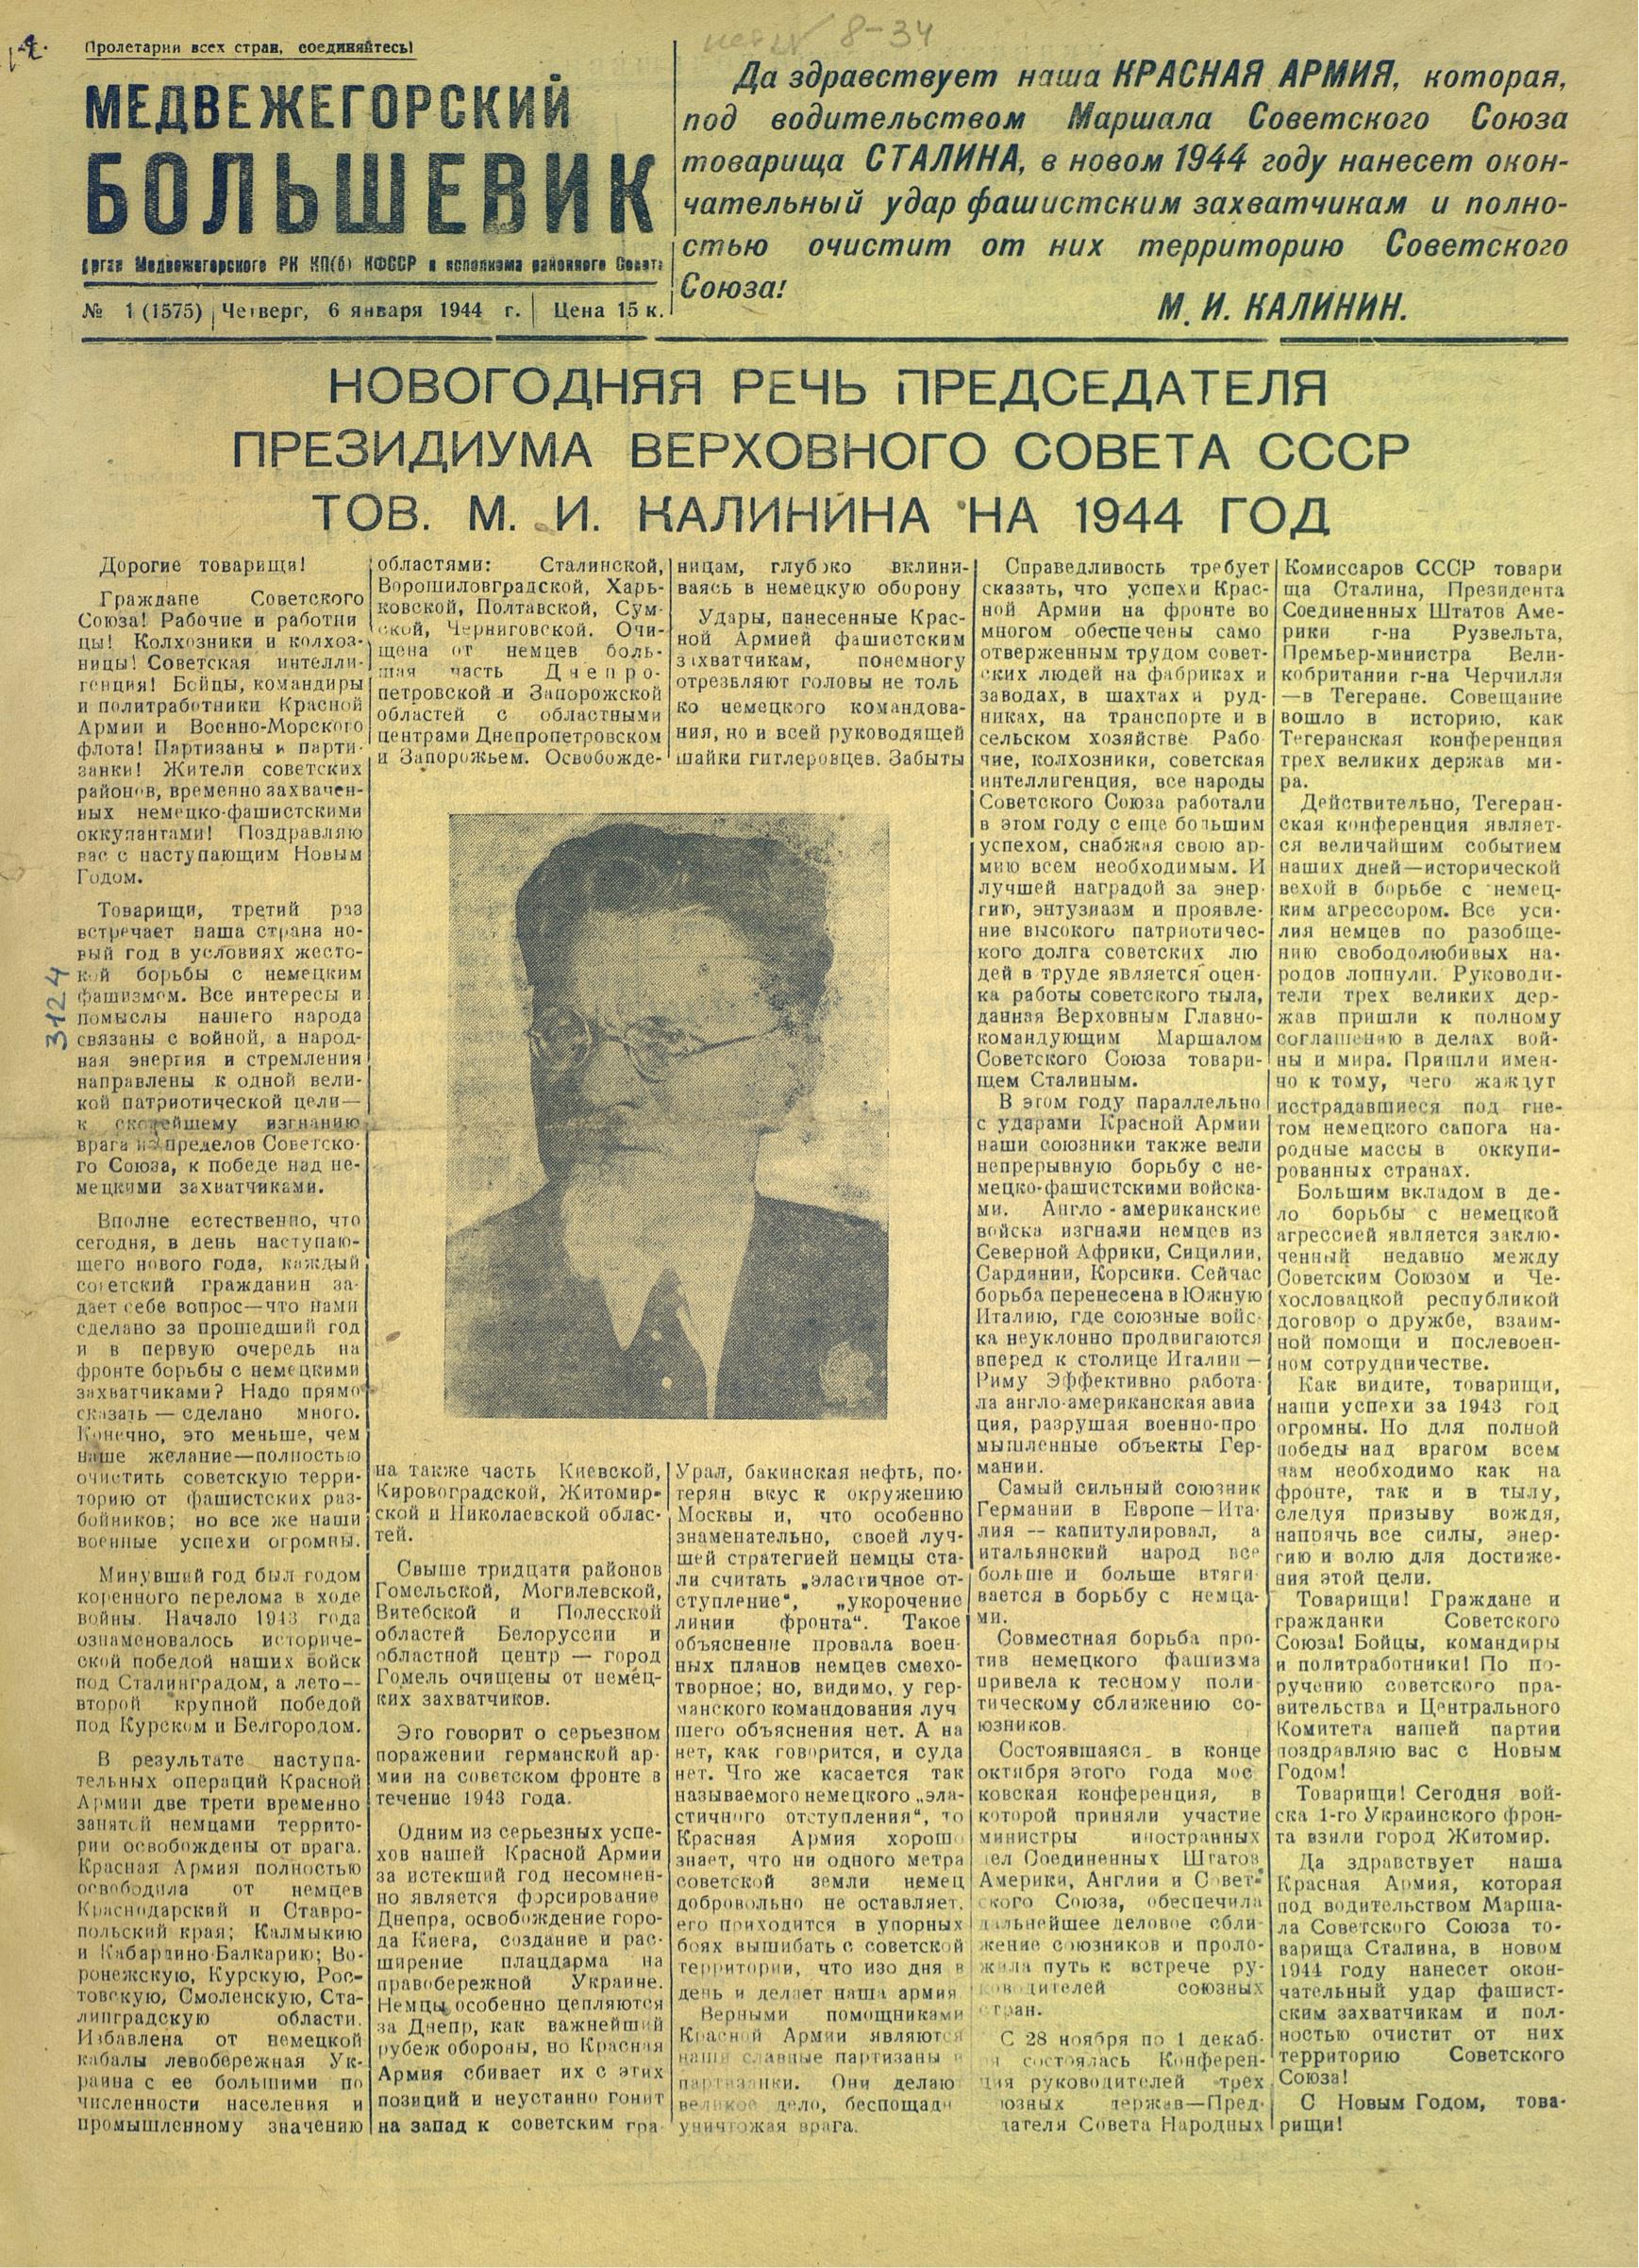 Пролетарии всех стран, соединяйтесь!
МЕДВЕЖЕГОРСКИЙ
БОЛЬШЕВИК
Орган Медвежегорского РК КП(б) КФССР и исполкома районного Совета
№ 1 (1575) Четверг, 6 января 1944 г. Цена 15 к.
8-34
Да здравствует наша КРАСНАЯ АРМИЯ, которая,
под водительством Маршала Советского Союза
товарища СТАЛИНА, в новом 1944 году нанесет окон-
чательный удар фашистским захватчикам и полно-
стью очистит от них территорию Советского
Союза!
М. И. КАЛИНИН.
НОВОГОДНЯЯ РЕЧЬ ПРЕДСЕДАТЕЛЯ
ПРЕЗИДИУМА ВЕРХОВНОГО СОВЕТА СССР
ТОВ. М. И. КАЛИНИНА НА 1944 ГОД
Дорогие товарищи!
Граждане Советского
Союза! Рабочие и работни
цы! Колхозники и колхоз-
ницы! Советская интелли-
генция! Бойцы, командиры
и политработники Красной
Армии и Военно-Морского
флота! Партизаны и парти-
занки! Жители советских
районов, временно захвачен-
ных немецко-фашистскими
оккупантами! Поздравляю
вас с наступающим Новым
Годом.
Товарищи, третий раз
встречает наша страна но-
вый год в условиях жесто-
кой борьбы с немецким
фашизмом. Все интересы и
помыслы нашего народа
связаны с войной, а народ-
ная энергия и стремления
направлены к одной вели-
кой патриотической цели—
к скорейшему изгнанию
врага из пределов Советско-
го Союза, к победе над не-
мецкими захватчиками.
Вполне естественно, что
сегодня, в день наступаю-
щего нового года, каждый
советский гражданин за-
дает себе вопрос—что нами
сделано за прошедший год
и в первую очередь на
фронте борьбы с немецкими
захватчиками? Надо прямо
сказать — сделано много.
Конечно, это меньше, чем
наше желание—полностью
очистить советскую терри-
торию от фашистских раз-
бойников; но все же наши
военные успехи огромны.
Минувший год был годом
коренного перелома в ходе
войны. Начало 1943 года
ознаменовалось историче-
ской победой наших войск
под Сталинградом, а лето—
второй крупной победой
под Курском и Белгородом.
В результате наступа-
тельных операций Красной
Армии две трети временно
занятой немцами террито-
рии освобождены от врага.
Красная Армия полностью
освободила от немцев
Краснодарский и Ставро-
польский края; Калмыкию
и Кабардино-Балкарию; Во-
ронежскую, Курскую, Рос-
товскую, Смоленскую, Ста-
линградскую области.
Избавлена от немецкой
кабалы левобережная Ук-
раина с ее большими по
численности населения и
промышленному значению
3124
областями: Сталинской,
Ворошиловградской, Харь-
ковской, Полтавской, Сум-
ской, Черниговской. Очи-
щена от немцев боль-
шая часть Днепро-
петровской и Запорожской
областей с областными
центрами Днепропетровском
и Запорожьем. Освобожде-
на также часть Киевской,
Кировоградской, Житомир-
ской и Николаевской облас-
тей.
Свыше тридцати районов
Гомельской, Могилевской,
Витебской и Полесской
областей Белоруссии и
областной центр — город
Гомель очищены от немец-
ких захватчиков.
Это говорит о серьезном
поражении германской ар-
мии на советском фронте в
течение 1943 года.
Одним из серьезных успе-
хов нашей Красной Армии
за истекший год несомнен-
но является форсирование
Днепра, освобождение горо-
да Киева, создание и рас-
ширение плацдарма на
правобережной Украине.
Немцы особенно цепляются
за Днепр, как важнейший
рубеж обороны, но Красная
Армия сбивает их с этих
позиций и неустанно гонит
на запад к советским гра-
ницам, глубоко вклини-
ваясь в немецкую оборону
Удары, нанесенные Крас-
ной Армией фашистским
захватчикам, понемногу
отрезвляют головы не толь
ко немецкого командова-
ния, но и всей руководящей
шайки гитлеровцев. Забыты
Урал, бакинская нефть, по-
терян вкус к окружению
Москвы и, что особенно
знаменательно, своей луч-
шей стратегией немцы ста-
ли считать „эластичное от-
ступление“, „укорочение
линии фронта“. Такое
объяснение провала воен-
ных планов немцев смехо-
творное; но, видимо, у гер-
манского командования луч
шего объяснения нет. А на
нет, как говорится, и суда
нет. Что же касается так
называемого немецкого „эла-
стичного отступления“, то
Красная Армия хорошо
знает, что ни одного метра
советской земли немец
добровольно не оставляет.
его приходится в упорных
боях вышибать с советской
территории, что изо дня в
день и делает наша армия
Верными помощниками
Красной Армии являются
наши славные партизаны и
партизанки. Они делаю
великое дело, беспощадн
уничтожая врага.
Справедливость требует
сказать, что успехи Крас-
ной Армии на фронте во
многом обеспечены само
отверженным трудом совет-
ских людей на фабриках и
заводах, в шахтах и руд-
никах, на транспорте и в
сельском хозяйстве Рабо
чие, колхозники, советская
интеллигенция, все народы
Советского Союза работали
в этом году с еще большим
успехом, снабжая свою ар-
мию всем необходимым. И
лучшей наградой за энер-
гию, энтузиазм и проявле-
ние высокого патриотичес-
кого долга советских лю
дей в труде является оцен-
ка работы советского тыла,
данная Верховным Главно-
командующим Маршалом
Советского Союза товари-
щем Сталиным.
В этом году параллельно
с ударами Красной Армии
наши союзники также вели
непрерывную борьбу с не-
мецко-фашистскими войска-
ми. Англо-американские
войска изгнали немцев из
Северной Африки, Сицилии,
Сардинии, Корсики. Сейчас
борьба перенесена в Южную
Италию, где союзные войс-
ка неуклонно продвигаются
вперед к столице Италии—
Риму Эффективно работа-
ла англо-американская авиа
ция, разрушая военно-про
мышленные объекты Гер-
мании.
Самый сильный союзник
Германии в Европе—Ита-
лия — капитулировал, а
итальянский народ все
больше и больше втяги-
вается в борьбу с немца-
ми.
Совместная борьба про-
тив немецкого фашизма
привела к тесному поли
тическому сближению со-
юзников.
Состоявшаяся в конце
октября этого года мос
ковская конференция, в
которой приняли участие
министры иностранных
дел Соединенных Штатов
Америки, Англии и Совет-
ского Союза, обеспечила
дальнейшее деловое сбли-
жение союзников и проло-
жила путь к встрече ру-
ководителей союзных
стран.
С 28 ноября по 1 декаб-
я состоялась Конферен-
ция руководителей трех
юзных держав—Пред-
дателя Совета Народных
Комиссаров СССР товари
ща Сталина, Президента
Соединенных Штатов Аме-
рики г-на Рузвельта,
Премьер-министра Вели-
кобритании г-на Черчилля
—в Тегеране. Совещание
вошло в историю, как
Тегеранская конференция
трех великих держав ми-
ра.
Действительно, Тегеран-
ская конференция являет-
ся величайшим событием
наших дней—исторической
вехой в борьбе с немец-
ким агрессором. Все уси-
лия немцев по разобще-
нию свободолюбивых на-
родов лопнули. Руководи-
тели трех великих дер-
жав пришли к полному
соглашению в делах вой-
ны и мира. Пришли имен-
но к тому, чего жаждут
исстрадавшиеся под гне-
том немецкого сапога на-
родные массы в оккупи-
рованных странах.
Большим вкладом в де-
ло борьбы с немецкой
агрессией является заклю-
ченный недавно между
Советским Союзом и Че-
хословацкой республикой
договор о дружбе, взаим-
ной помощи и послевоен-
ном сотрудничестве.
Как видите, товарищи,
наши успехи за 1943 год
огромны. Но для полной
победы над врагом всем
нам необходимо как на
фронте, так и в тылу,
следуя призыву вождя,
напрячь все силы, энер-
гию и волю для достиже-
ния этой цели.
Товарищи! Граждане и
гражданки Советского
Союза! Бойцы, командиры
и политработники! По по-
ручению советского пра-
вительства и Центрального
Комитета нашей партии
поздравляю вас с Новым
Годом!
Товарищи! Сегодня вой-
ска 1-го Украинского фрон-
та взяли город Житомир.
Да здравствует наша
Красная Армия, которая
под водительством Марша-
ла Советского Союза то-
варища Сталина, в новом
1944 году нанесет окон-
чательный удар фашист-
ским захватчикам и пол-
ностью очистит от них
территорию Советского
Союза!
С Новым Годом, това-
рищи!